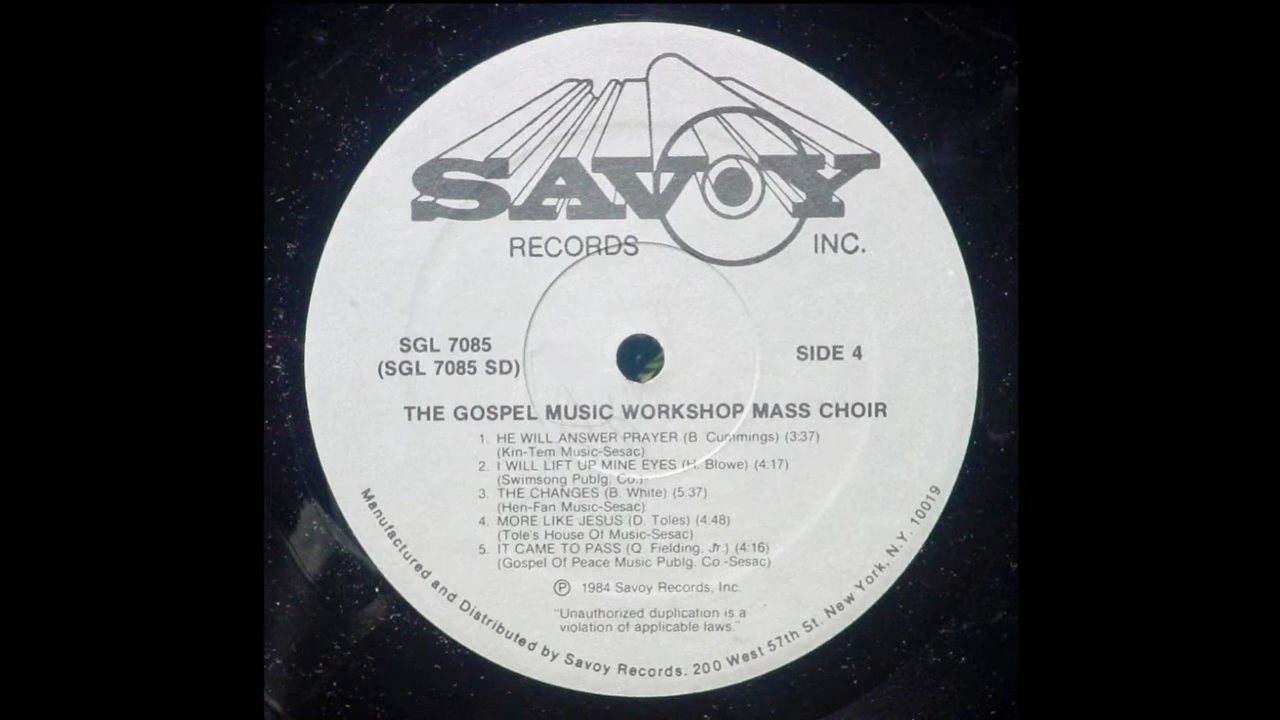 SAVOY
RECORDS INC.
SGL 7085
(SGL 7085 SD)
SIDE 4
THE GOSPEL MUSIC WORKSHOP MASS CHOIR
1. HE WILL ANSWER PRAYER (B. Cummings) (3:37)
(Kin-Tem Music-Sesac)
2. I WILL LIFT UP MINE EYES (H. Blowe) (4:17)
(Swimsong Publg. Co.)
3. THE CHANGES (B. White) (5:37)
(Hen-Fan Music-Sesac)
4. MORE LIKE JESUS (D. Toles) (4:48)
(Tole's House Of Music-Sesac)
5. IT CAME TO PASS (Q. Fielding, Jr.) (4:16)
(Gospel Of Peace Music Publg. Co.-Sesac)
Ⓟ 1984 Savoy Records, Inc.
"Unauthorized duplication is a
violation of applicable laws."
Manufactured and Distributed by Savoy Records. 200 West 57th St. New York, N.Y. 10019